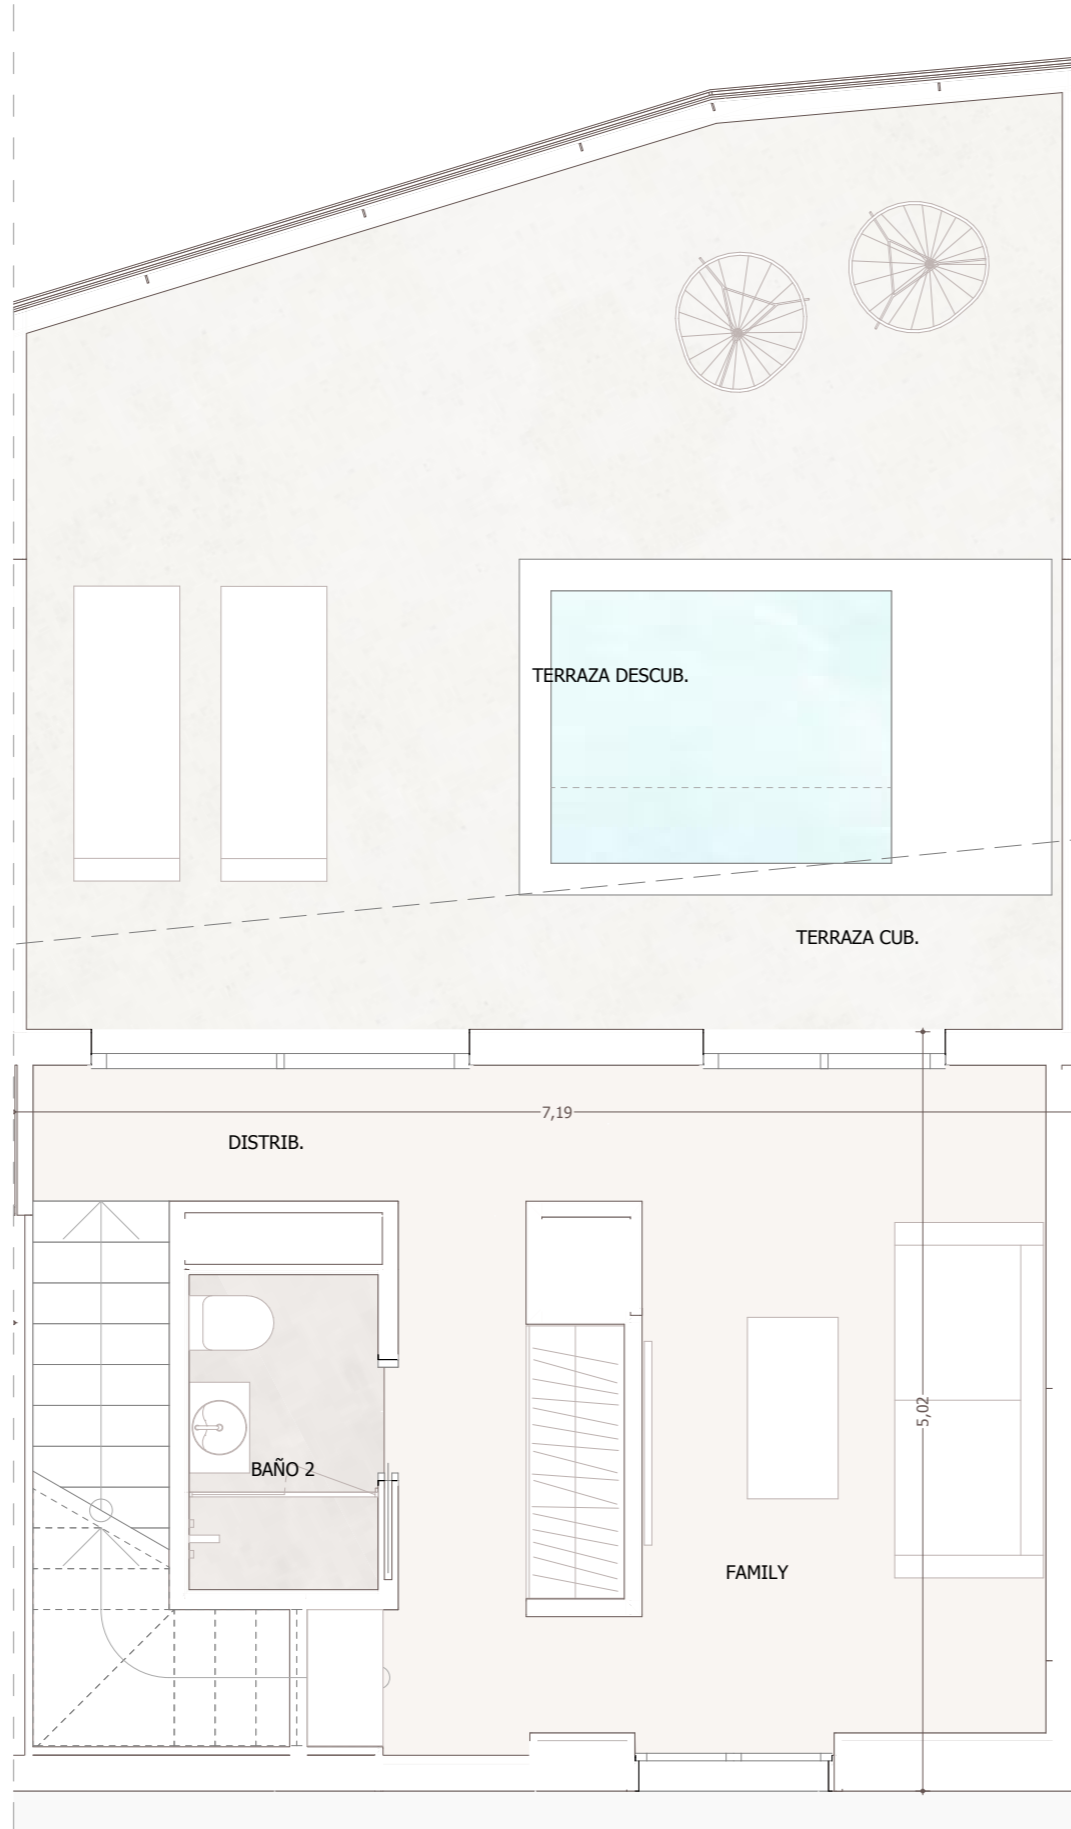 TERRAZA DESCUB.
TERRAZA CUB.
7,19
DISTRIB.
5,02
BAÑO 2
FAMILY